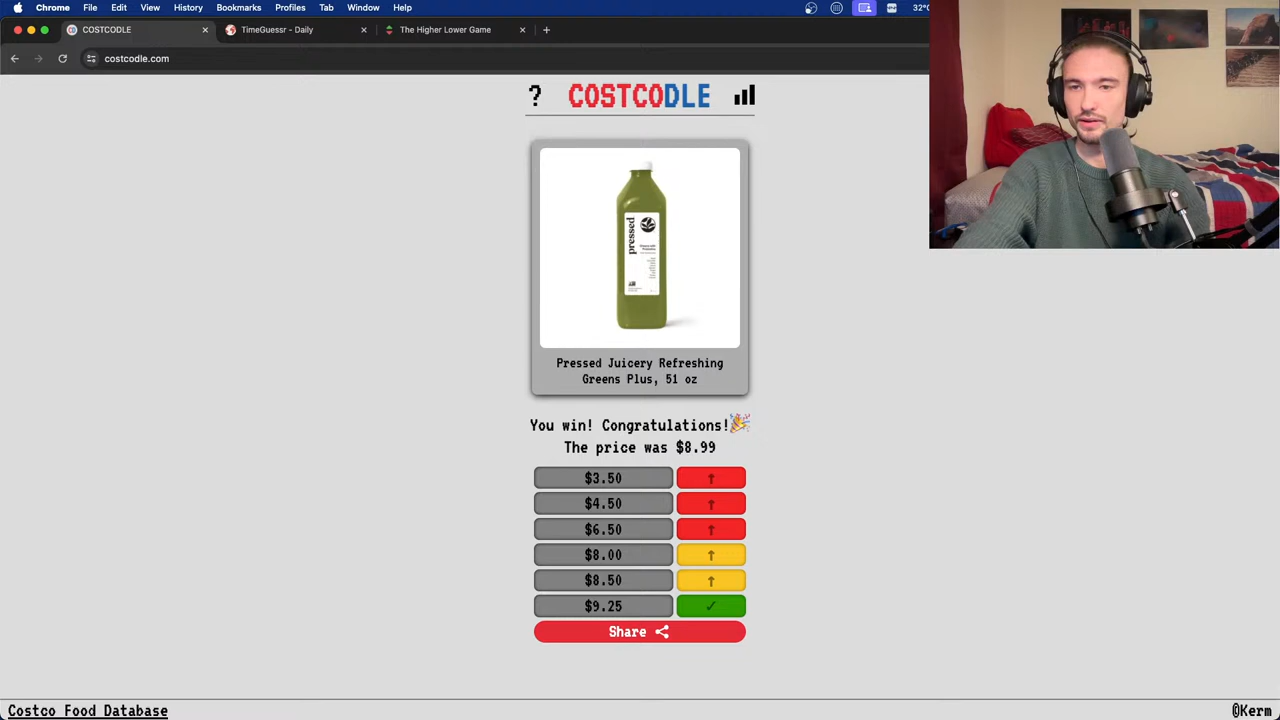 Chrome File Edit View History Bookmarks Profiles Tab Window Help
COSTCODLE TimeGuessr - Daily The Higher Lower Game
costcodle.com
? COSTCODLE
pressed
Pressed Juicery Refreshing
Greens Plus, 51 oz
You win! Congratulations!🎉
The price was $8.99
$3.50 ↑
$4.50 ↑
$6.50 ↑
$8.00 ↑
$8.50 ↑
$9.25 ✓
Share
Costco Food Database @Kerm